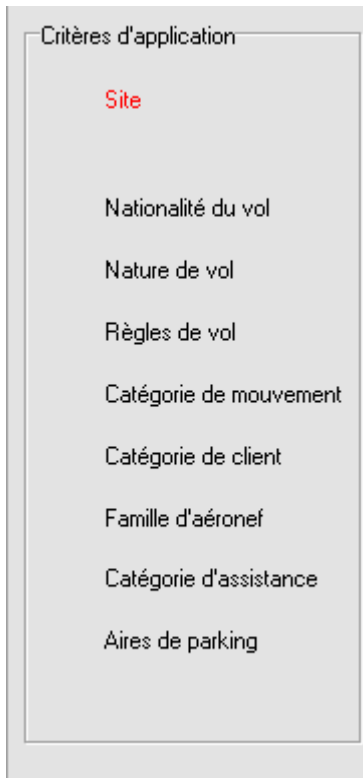 Critères d'application
Site
Nationalité du vol
Nature de vol
Règles de vol
Catégorie de mouvement
Catégorie de client
Famille d'aéronef
Catégorie d'assistance
Aires de parking